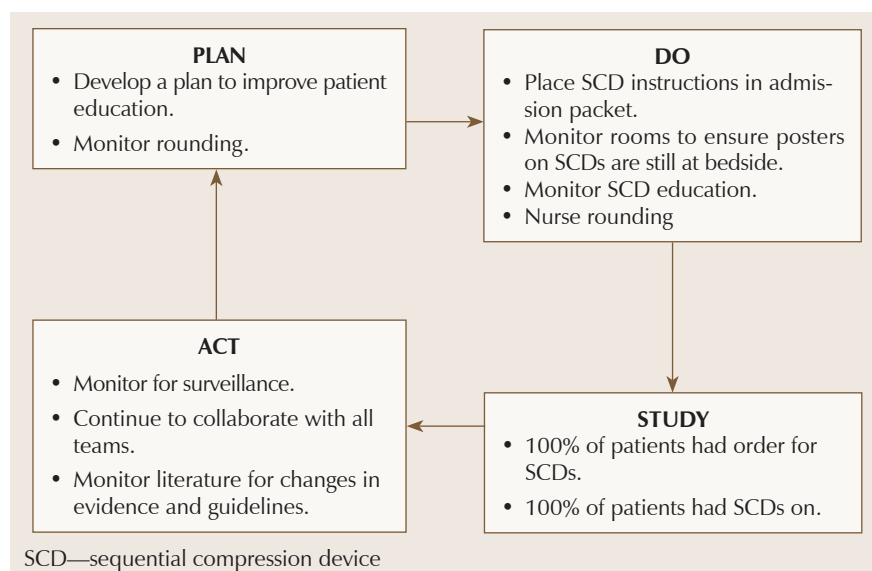 PLAN
• Develop a plan to improve patient
education.
• Monitor rounding.
DO
• Place SCD instructions in admis-
sion packet.
• Monitor rooms to ensure posters
on SCDs are still at bedside.
• Monitor SCD education.
• Nurse rounding
STUDY
• 100% of patients had order for
SCDs.
• 100% of patients had SCDs on.
ACT
• Monitor for surveillance.
• Continue to collaborate with all
teams.
• Monitor literature for changes in
evidence and guidelines.
SCD—sequential compression device